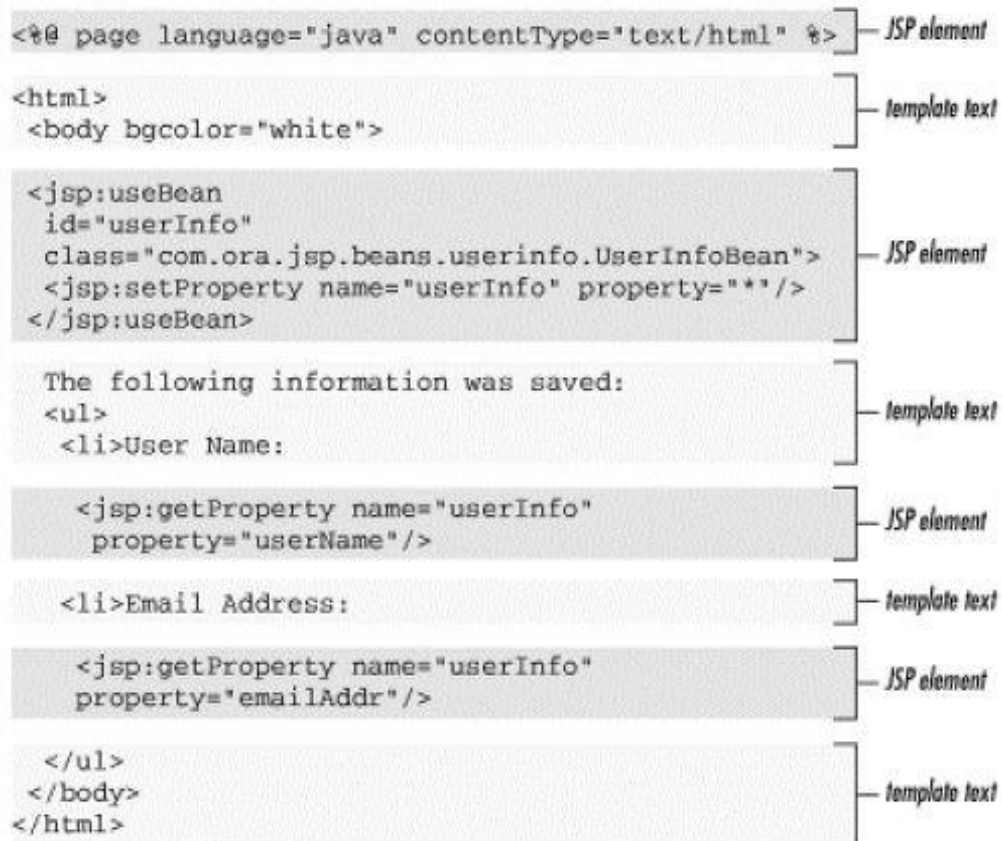 <%@ page language="java" contentType="text/html" %>
JSP element
<html>
<body bgcolor="white">
template text
<jsp:useBean
id="userInfo"
class="com.ora.jsp.beans.userinfo.UserInfoBean">
<jsp:setProperty name="userInfo" property="*"/>
</jsp:useBean>
JSP element
The following information was saved:
<ul>
<li>User Name:
template text
<jsp:getProperty name="userInfo"
property="userName"/>
JSP element
<li>Email Address:
template text
<jsp:getProperty name="userInfo"
property="emailAddr"/>
JSP element
</ul>
</body>
</html>
template text